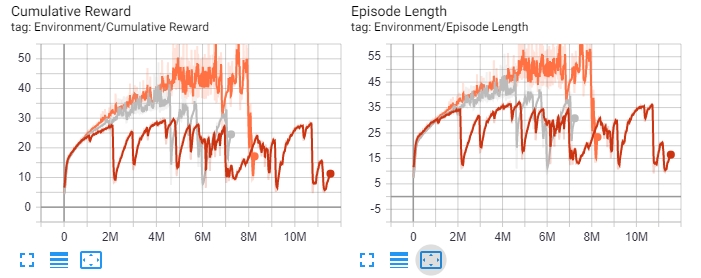 Cumulative Reward
tag: Environment/Cumulative Reward
50
40
30
20
10
0
0 2M 4M 6M 8M 10M
Episode Length
tag: Environment/Episode Length
55
45
35
25
15
5
-5
0 2M 4M 6M 8M 10M